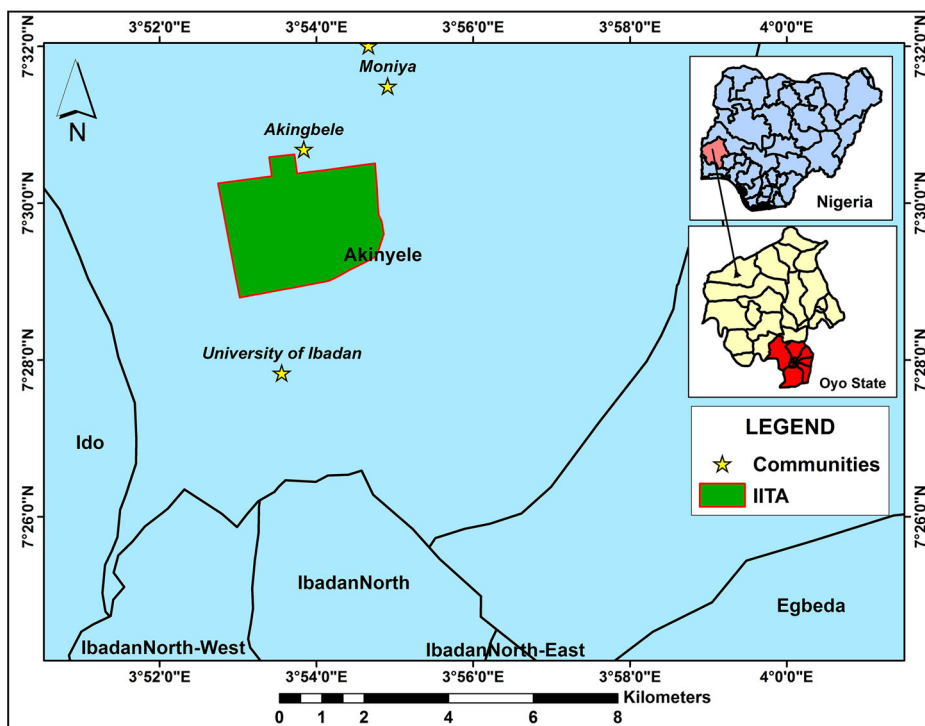 3°52'0"E 3°54'0"E 3°56'0"E 3°58'0"E 4°0'0"E
7°32'0"N
7°32'0"N
Moniya
N
Akingbele
Nigeria
7°30'0"N
7°30'0"N
Akinyele
University of Ibadan
7°28'0"N
7°28'0"N
Oyo State
LEGEND
Communities
IITA
Ido
7°26'0"N
7°26'0"N
IbadanNorth
Egbeda
IbadanNorth-West
IbadanNorth-East
3°52'0"E 3°54'0"E 3°56'0"E 3°58'0"E 4°0'0"E
Kilometers
0 1 2 4 6 8